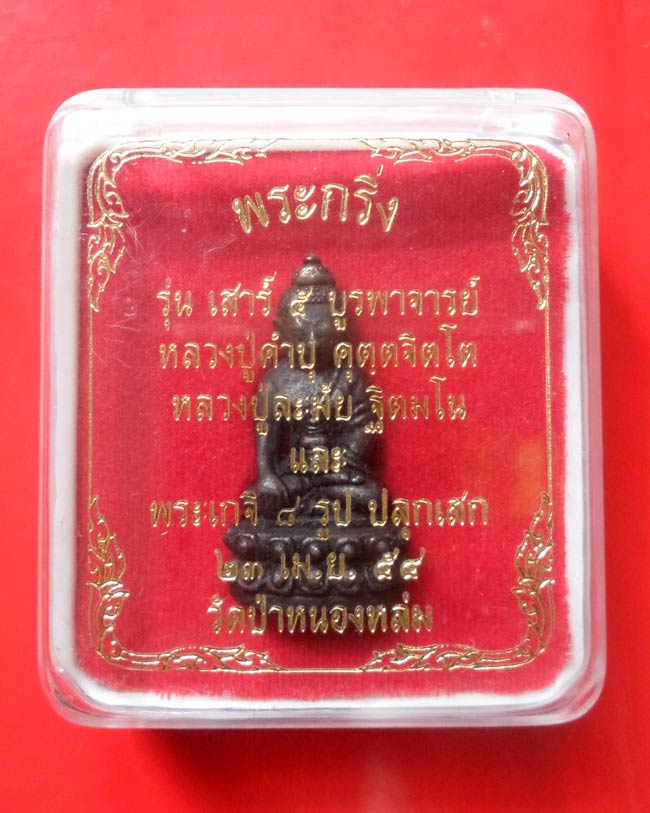 พระกริ่ง
รุ่น เสาร์ ๕ บูรพาจารย์
หลวงปู่คำบุ คุตฺตจิตโต
หลวงปู่ละมัย ฐิตมโน
และ
พระเกจิ ๘ รูป ปลุกเสก
๒๓ เม.ย. ๕๔
วัดป่าหนองหล่ม